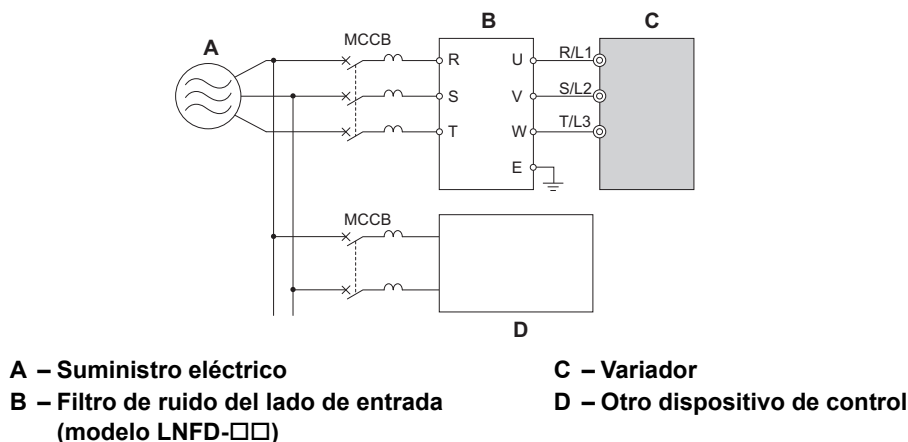 B
C
A
MCCB
R
U
R/L1
S
V
S/L2
T
W
T/L3
E
MCCB
D
A – Suministro eléctrico
B – Filtro de ruido del lado de entrada
(modelo LNFD-□□)
C – Variador
D – Otro dispositivo de control